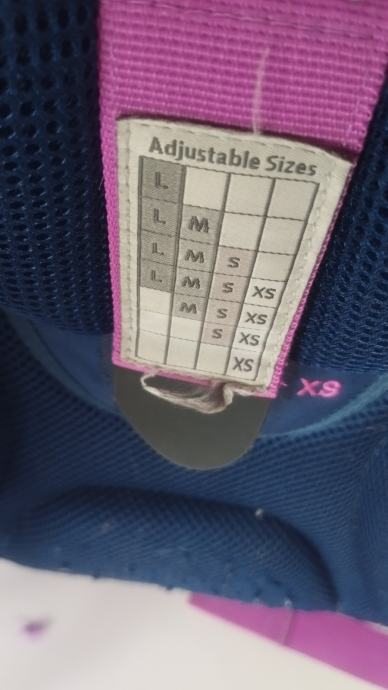 Adjustable Sizes
L
L M
L M S
L M S XS
M S XS
S XS
XS
XS